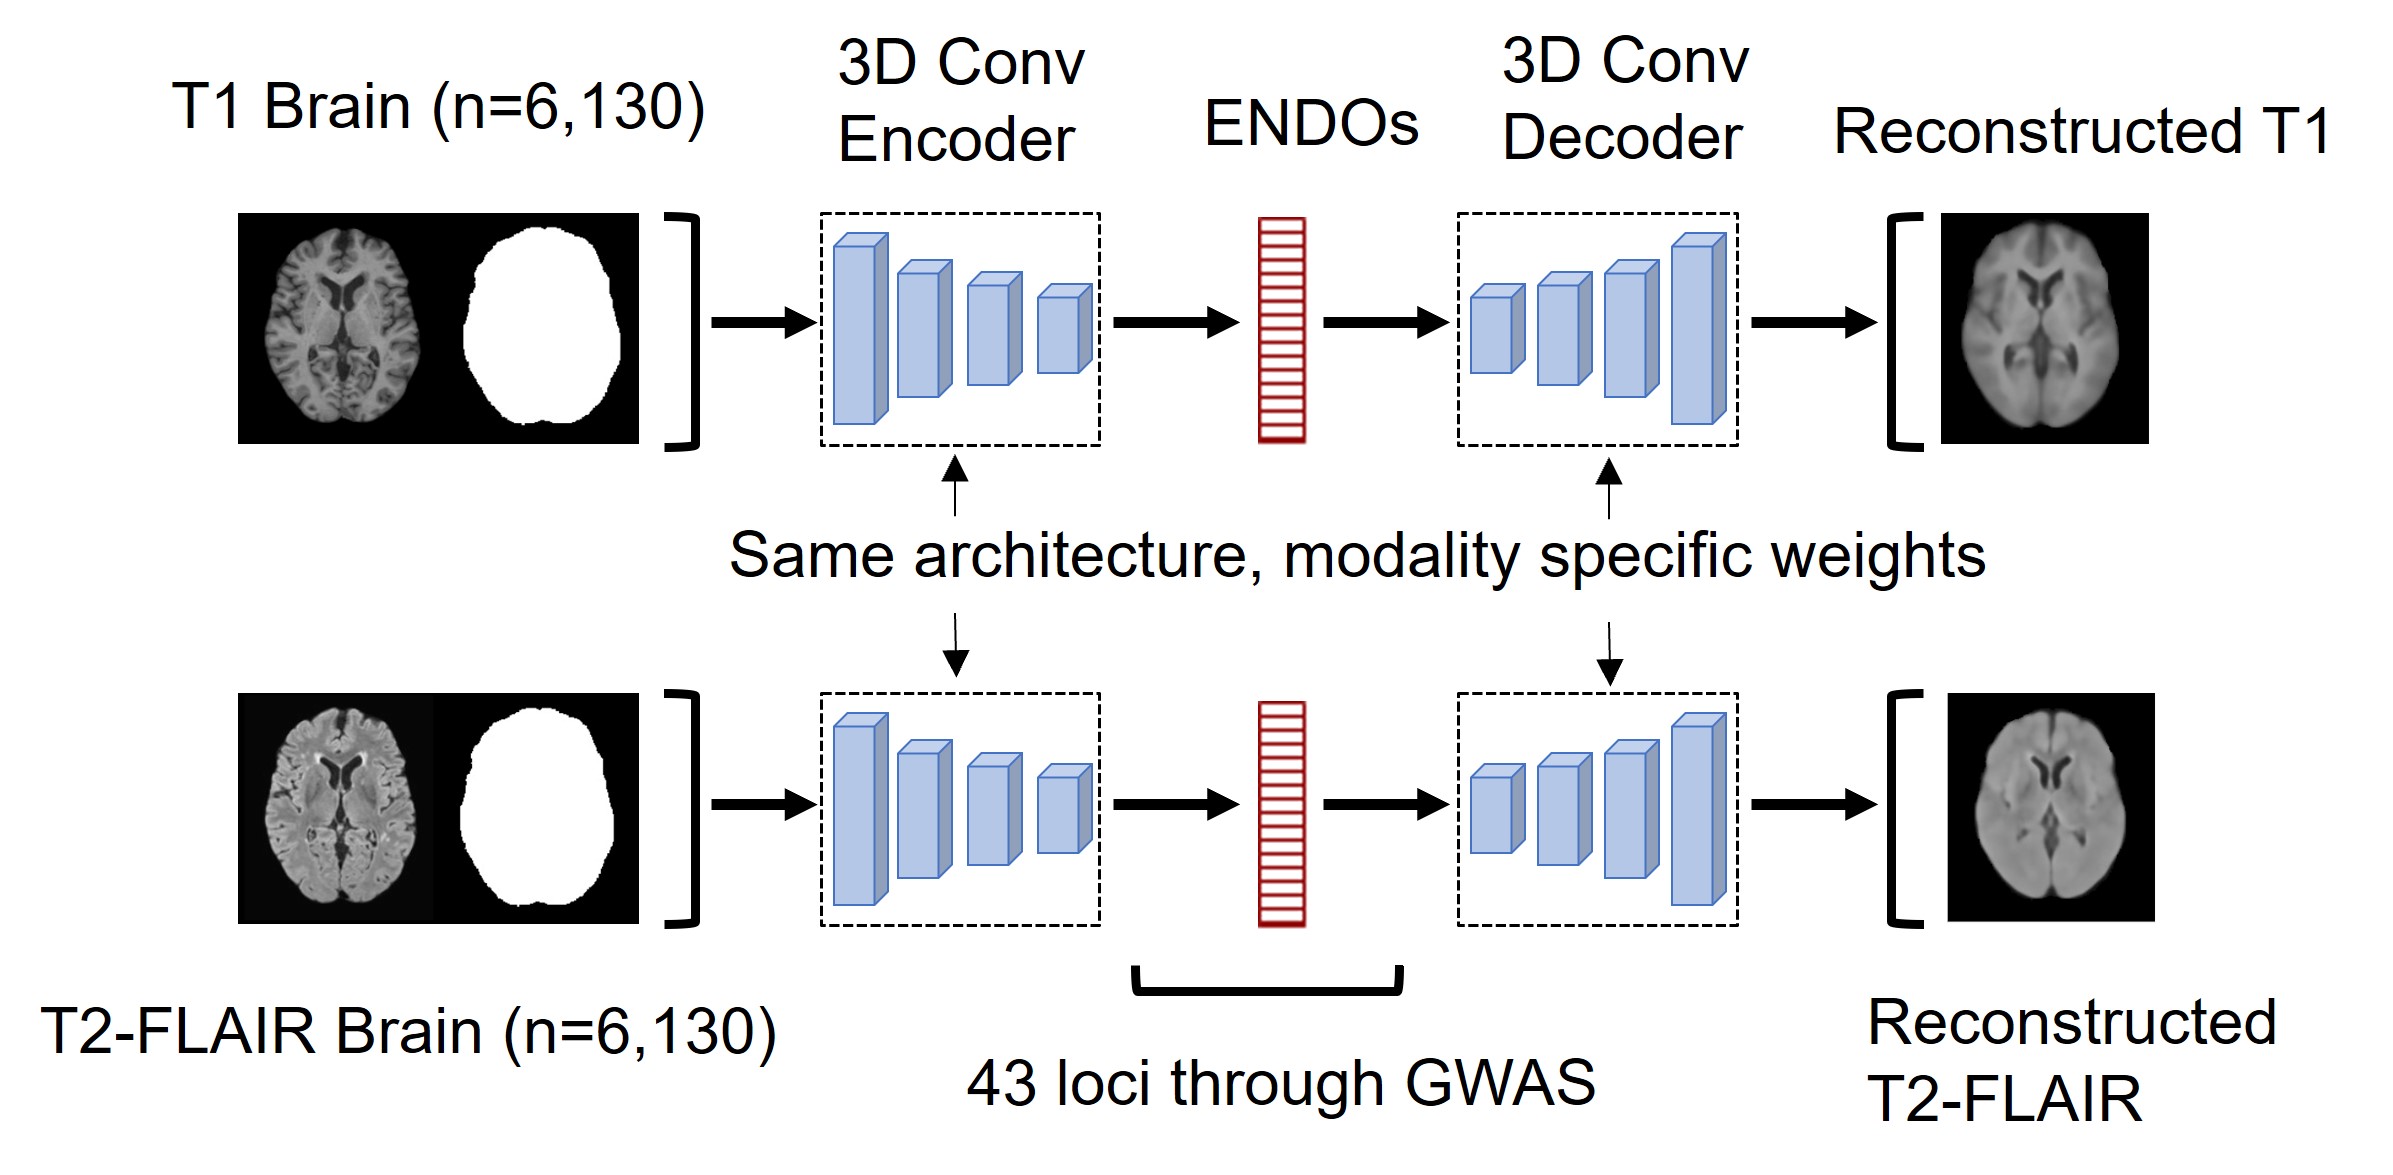 T1 Brain (n=6,130)
3D Conv
Encoder
ENDOs
3D Conv
Decoder
Reconstructed T1
Same architecture, modality specific weights
T2-FLAIR Brain (n=6,130)
43 loci through GWAS
Reconstructed
T2-FLAIR